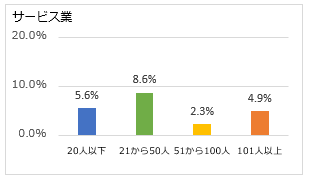 サービス業
20.0%
10.0%
0.0%
5.6%
8.6%
2.3%
4.9%
20人以下
21から50人
51から100人
101人以上